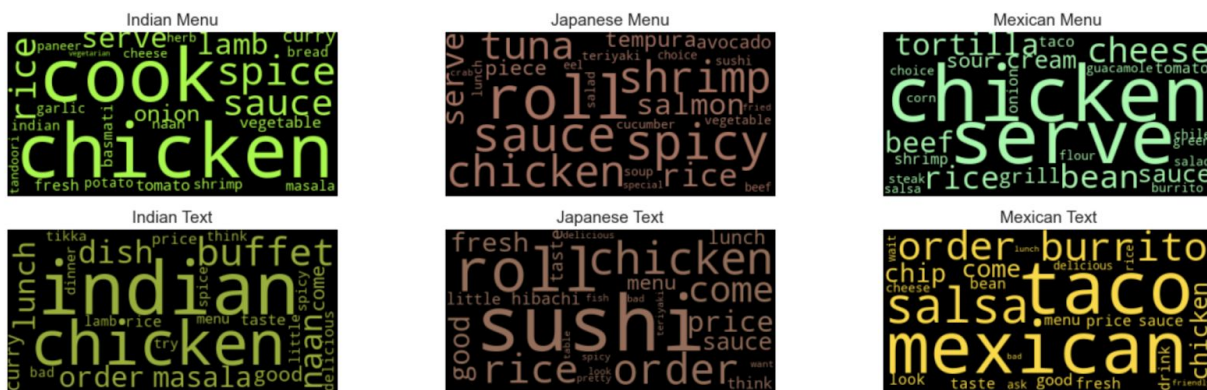 Indian Menu
paneer serve herb lamb curry
vegetarian cheese bread
rice cook spice
garlic onion sauce
indian naan vegetable
basmati
tandoori chicken
fresh potato tomato shrimp masala
Japanese Menu
serve tuna tempura avocado
teriyaki choice sushi
crab lunch piece eel shrimp
roll salad salmon fried
sauce cucumber vegetable
spicy
chicken soup rice
special beef
Mexican Menu
tortilla taco cheese
choice sour cream guacamole tomato
corn chicken onion
beef serve chile
green
shrimp flour salad
steak rice grill bean sauce
salsa burrito
Indian Text
tikka price think
lunch dish buffet
dinner indian spice spicy come
lamb rice menu taste little
chicken try naan delicious
curry bad order masala good
Japanese Text
fresh delicious lunch
roll taste chicken
menu come
little hibachi fish bad teriyaki
sushi price
good table sauce
spicy
rice look order want
pretty think
Mexican Text
wait order lunch burrito rice
chip come delicious
cheese bean taco
salsa menu price sauce chicken
mexican
bad drink
look taste ask good fresh friendl